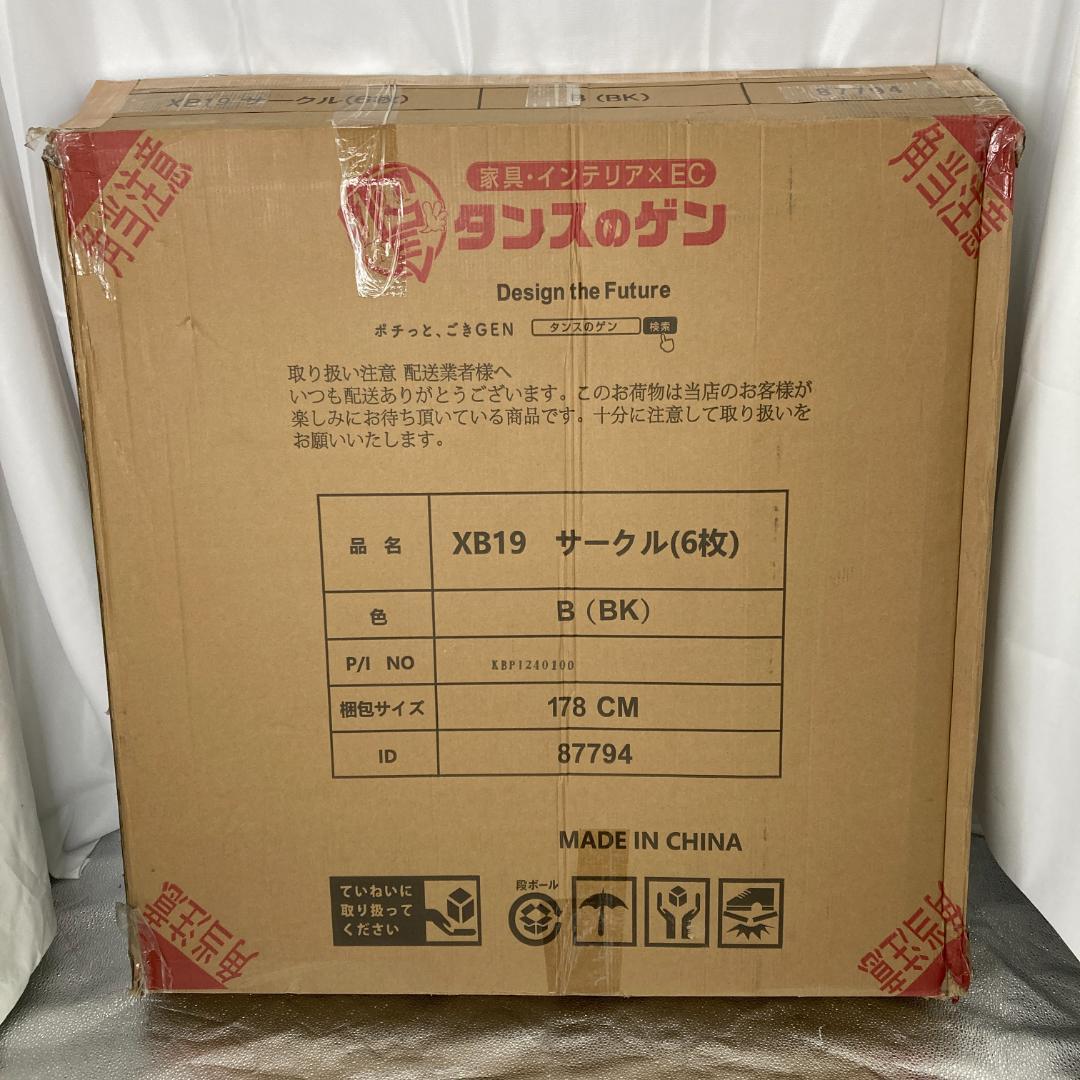 XB19 サークル(6枚) B (BK) 87794
角当注意
角当注意
家具・インテリア×EC
タンスのゲン
Design the Future
ポチっと、ごきGEN タンスのゲン 検索
取り扱い注意 配送業者様へ
いつも配送ありがとうございます。このお荷物は当店のお客様が
楽しみにお待ち頂いている商品です。十分に注意して取り扱いを
お願いいたします。
品 名 XB19 サークル(6枚)
色 B (BK)
P/I NO KBP1240100
梱包サイズ 178 CM
ID 87794
MADE IN CHINA
ていねいに
取り扱って
ください
段ボール
角当注意
角当注意